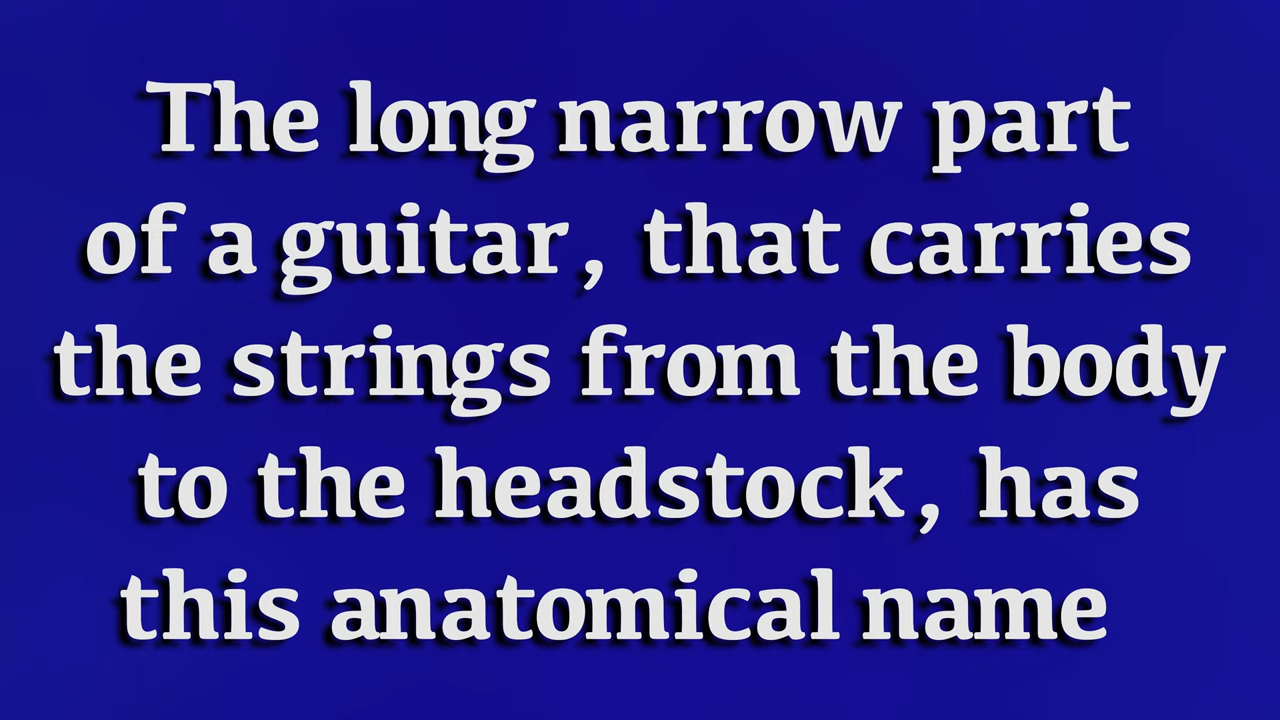 The long narrow part
of a guitar, that carries
the strings from the body
to the headstock, has
this anatomical name